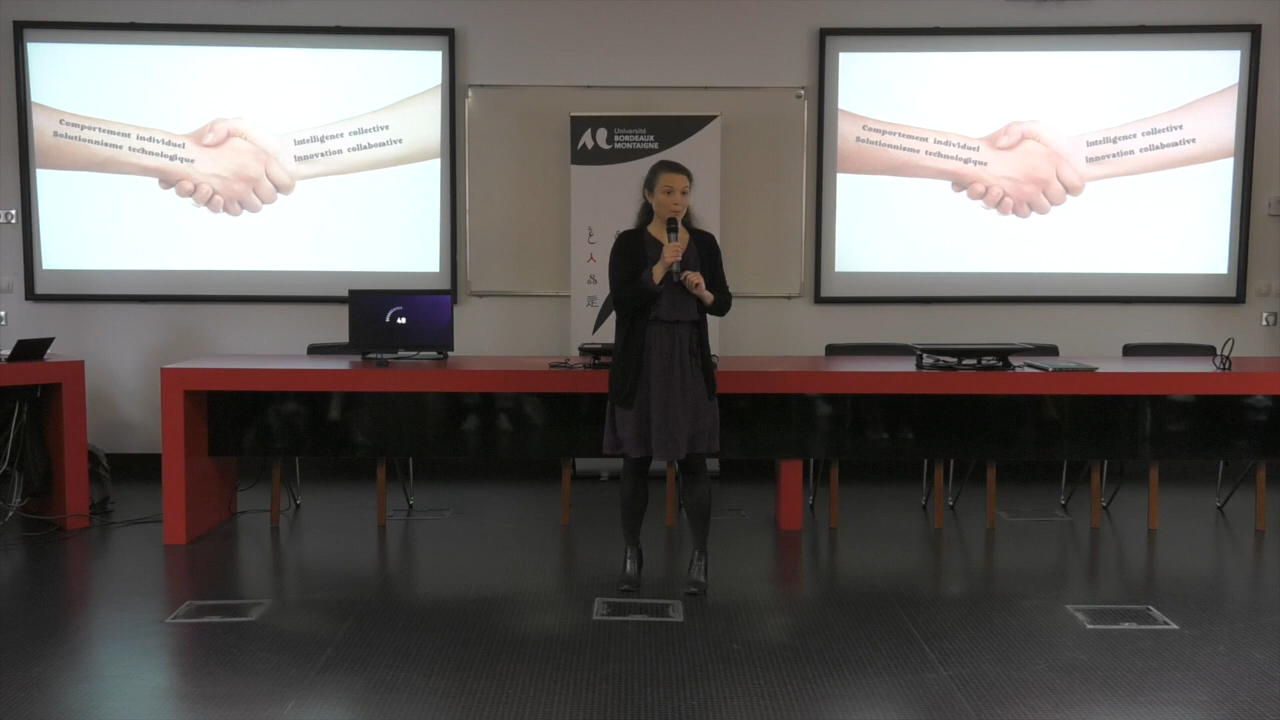 Comportement individuel
Solutionnisme technologique
Intelligence collective
Innovation collaborative
Université
BORDEAUX
MONTAIGNE
人
48
Comportement individuel
Solutionnisme technologique
Intelligence collective
Innovation collaborative